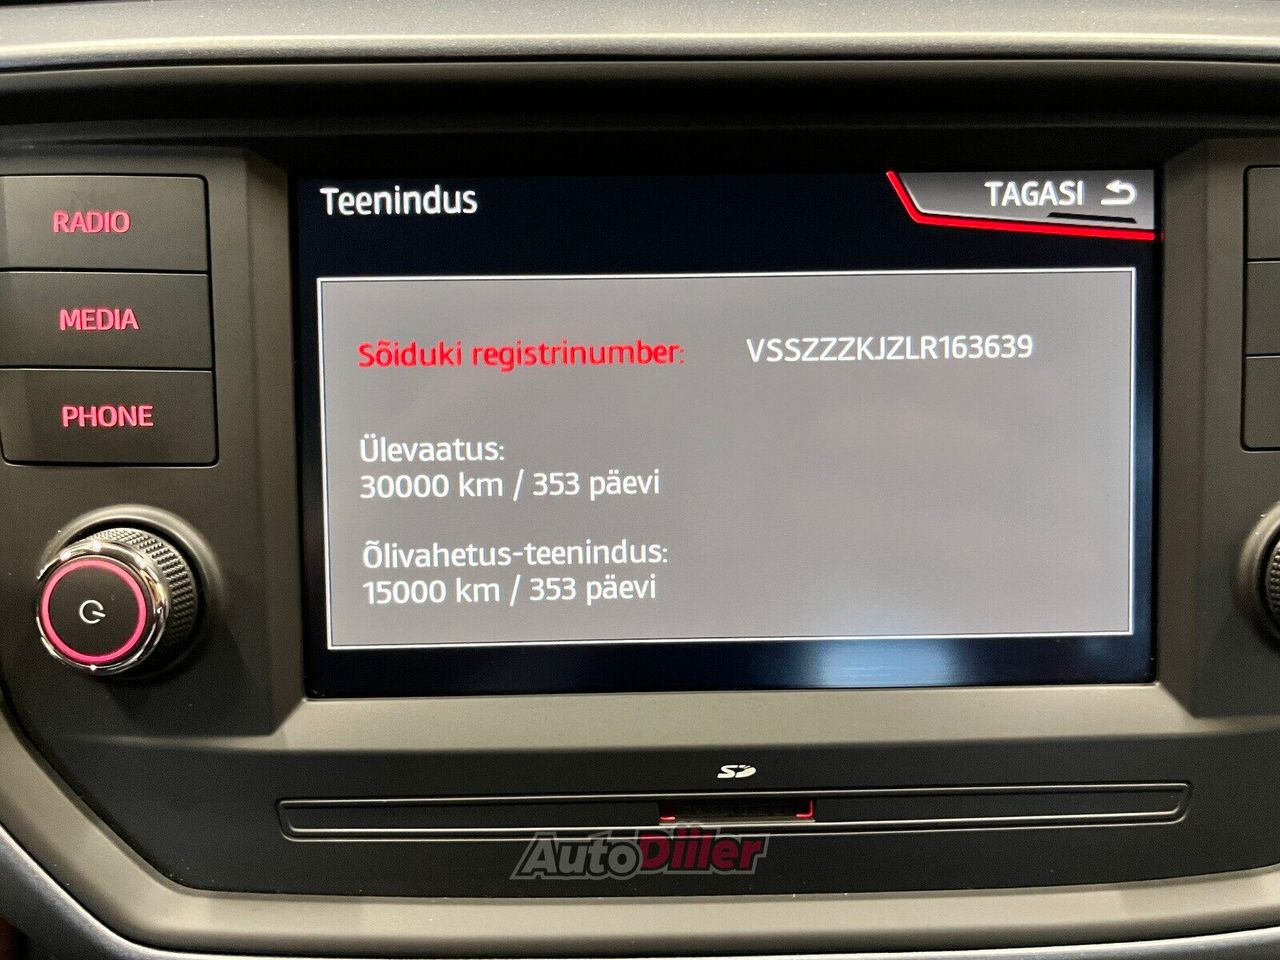 Teenindus
TAGASI
RADIO
MEDIA
PHONE
Sõiduki registrinumber: VSSZZZKJZLR163639
Ülevaatus:
30000 km / 353 päevi
Õlivahetus-teenindus:
15000 km / 353 päevi
SD
AutoDiiler